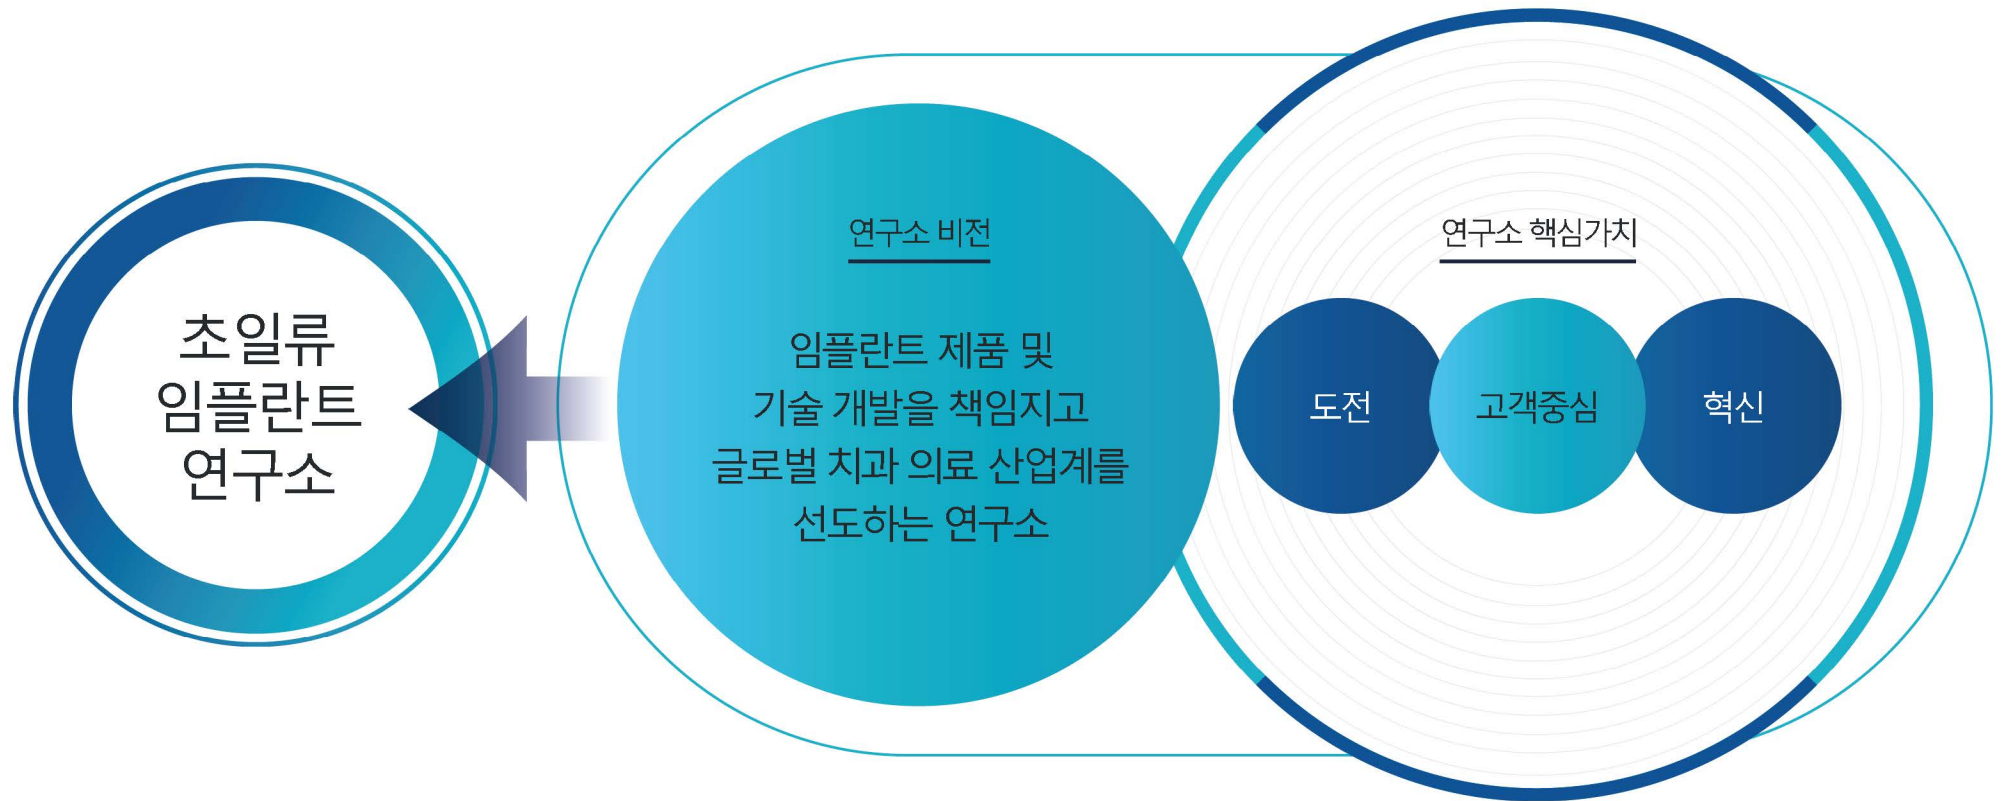 초일류
임플란트
연구소
연구소 비전
임플란트 제품 및
기술 개발을 책임지고
글로벌 치과 의료 산업계를
선도하는 연구소
연구소 핵심가치
도전
고객중심
혁신